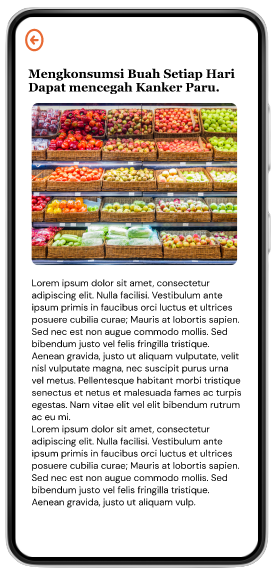 Mengkonsumsi Buah Setiap Hari
Dapat mencegah Kanker Paru.
Lorem ipsum dolor sit amet, consectetur
adipiscing elit. Nulla facilisi. Vestibulum ante
ipsum primis in faucibus orci luctus et ultrices
posuere cubilia curae; Mauris at lobortis sapien.
Sed nec est non augue commodo mollis. Sed
bibendum justo vel felis fringilla tristique.
Aenean gravida, justo ut aliquam vulputate, velit
nisl vulputate magna, nec suscipit purus urna
vel metus. Pellentesque habitant morbi tristique
senectus et netus et malesuada fames ac turpis
egestas. Nam vitae elit vel elit bibendum rutrum
ac eu mi.
Lorem ipsum dolor sit amet, consectetur
adipiscing elit. Nulla facilisi. Vestibulum ante
ipsum primis in faucibus orci luctus et ultrices
posuere cubilia curae; Mauris at lobortis sapien.
Sed nec est non augue commodo mollis. Sed
bibendum justo vel felis fringilla tristique.
Aenean gravida, justo ut aliquam vulp.